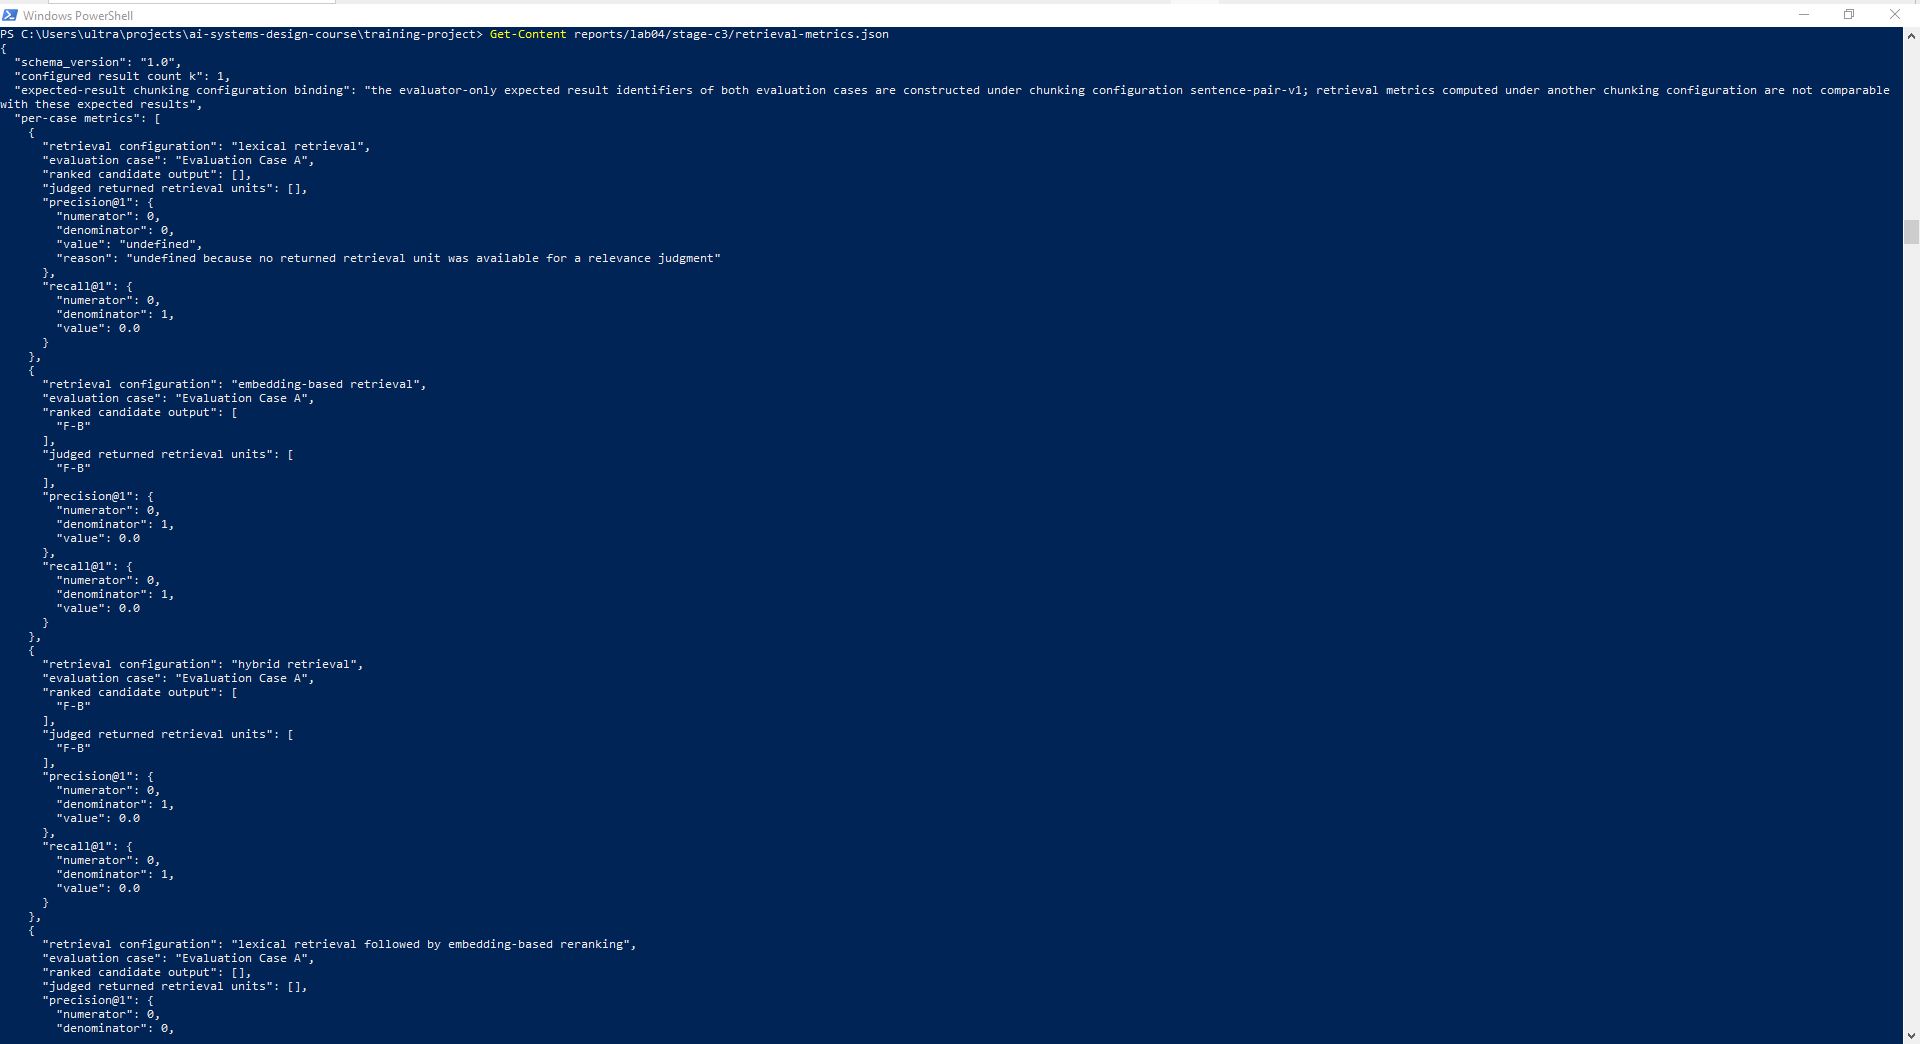 Windows PowerShell
PS C:\Users\ultra\projects\ai-systems-design-course\training-project> Get-Content reports/lab04/stage-c3/retrieval-metrics.json
{
  "schema_version": "1.0",
  "configured result count k": 1,
  "expected-result chunking configuration binding": "the evaluator-only expected result identifiers of both evaluation cases are constructed under chunking configuration sentence-pair-v1; retrieval metrics computed under another chunking configuration are not comparable
with these expected results",
  "per-case metrics": [
    {
      "retrieval configuration": "lexical retrieval",
      "evaluation case": "Evaluation Case A",
      "ranked candidate output": [],
      "judged returned retrieval units": [],
      "precision@1": {
        "numerator": 0,
        "denominator": 0,
        "value": "undefined",
        "reason": "undefined because no returned retrieval unit was available for a relevance judgment"
      },
      "recall@1": {
        "numerator": 0,
        "denominator": 1,
        "value": 0.0
      }
    },
    {
      "retrieval configuration": "embedding-based retrieval",
      "evaluation case": "Evaluation Case A",
      "ranked candidate output": [
        "F-B"
      ],
      "judged returned retrieval units": [
        "F-B"
      ],
      "precision@1": {
        "numerator": 0,
        "denominator": 1,
        "value": 0.0
      },
      "recall@1": {
        "numerator": 0,
        "denominator": 1,
        "value": 0.0
      }
    },
    {
      "retrieval configuration": "hybrid retrieval",
      "evaluation case": "Evaluation Case A",
      "ranked candidate output": [
        "F-B"
      ],
      "judged returned retrieval units": [
        "F-B"
      ],
      "precision@1": {
        "numerator": 0,
        "denominator": 1,
        "value": 0.0
      },
      "recall@1": {
        "numerator": 0,
        "denominator": 1,
        "value": 0.0
      }
    },
    {
      "retrieval configuration": "lexical retrieval followed by embedding-based reranking",
      "evaluation case": "Evaluation Case A",
      "ranked candidate output": [],
      "judged returned retrieval units": [],
      "precision@1": {
        "numerator": 0,
        "denominator": 0,